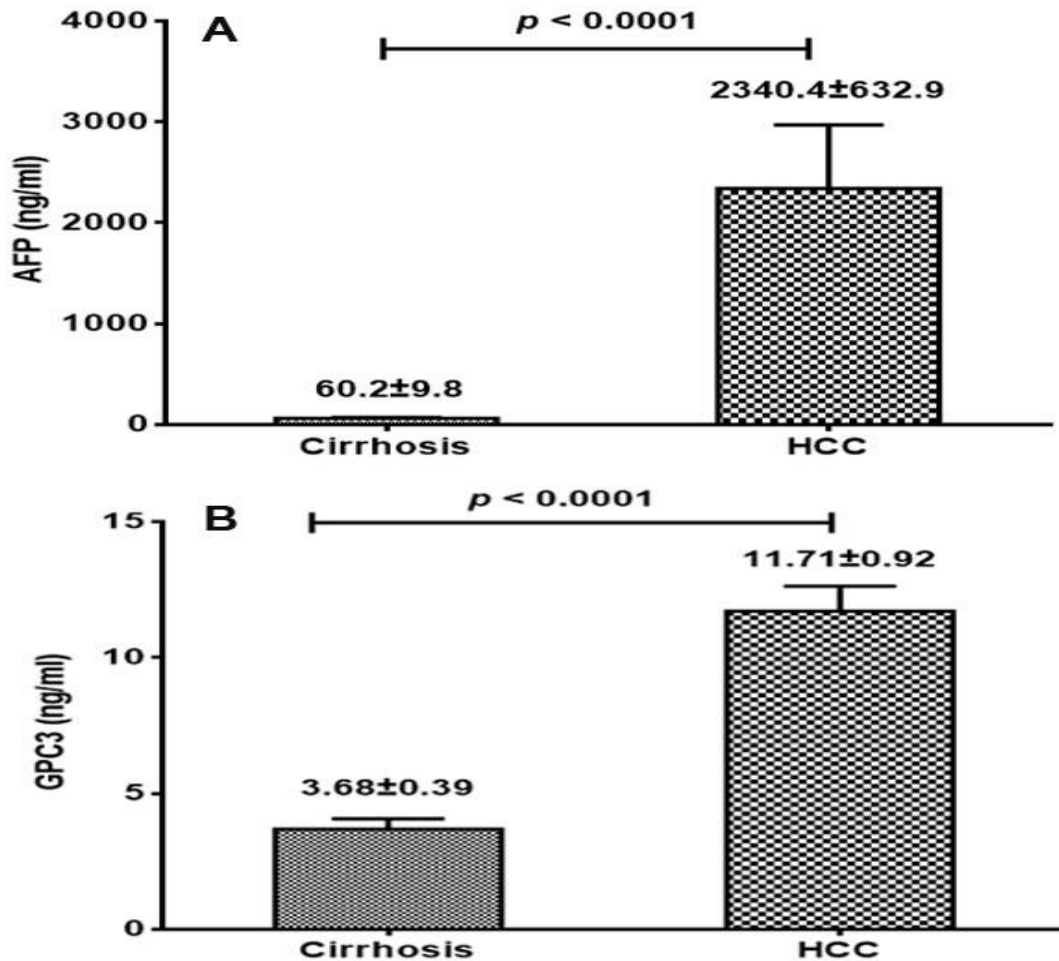 A
p < 0.0001
4000
3000
2000
1000
0
AFP (ng/ml)
2340.4±632.9
60.2±9.8
Cirrhosis
HCC
B
p < 0.0001
15
10
5
0
GPC3 (ng/ml)
11.71±0.92
3.68±0.39
Cirrhosis
HCC